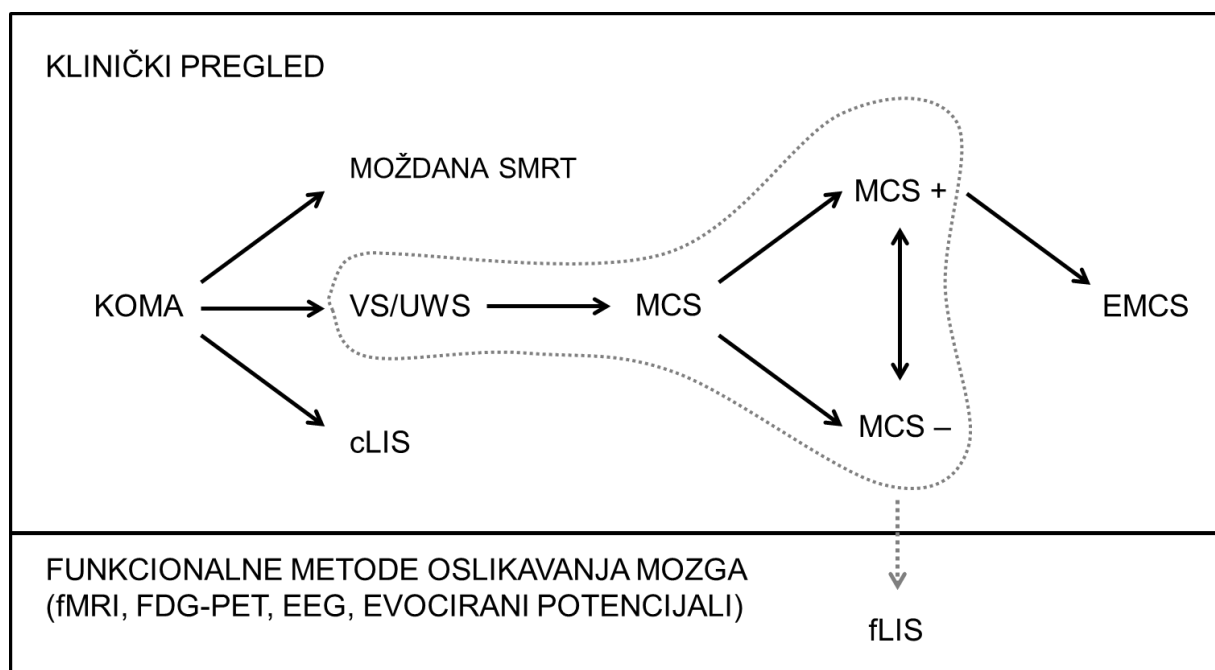 KLINIČKI PREGLED
MOŽDANA SMRT
MCS +
KOMA
VS/UWS
MCS
EMCS
cLIS
MCS –
FUNKCIONALNE METODE OSLIKAVANJA MOZGA
(fMRI, FDG-PET, EEG, EVOCIRANI POTENCIJALI)
fLIS